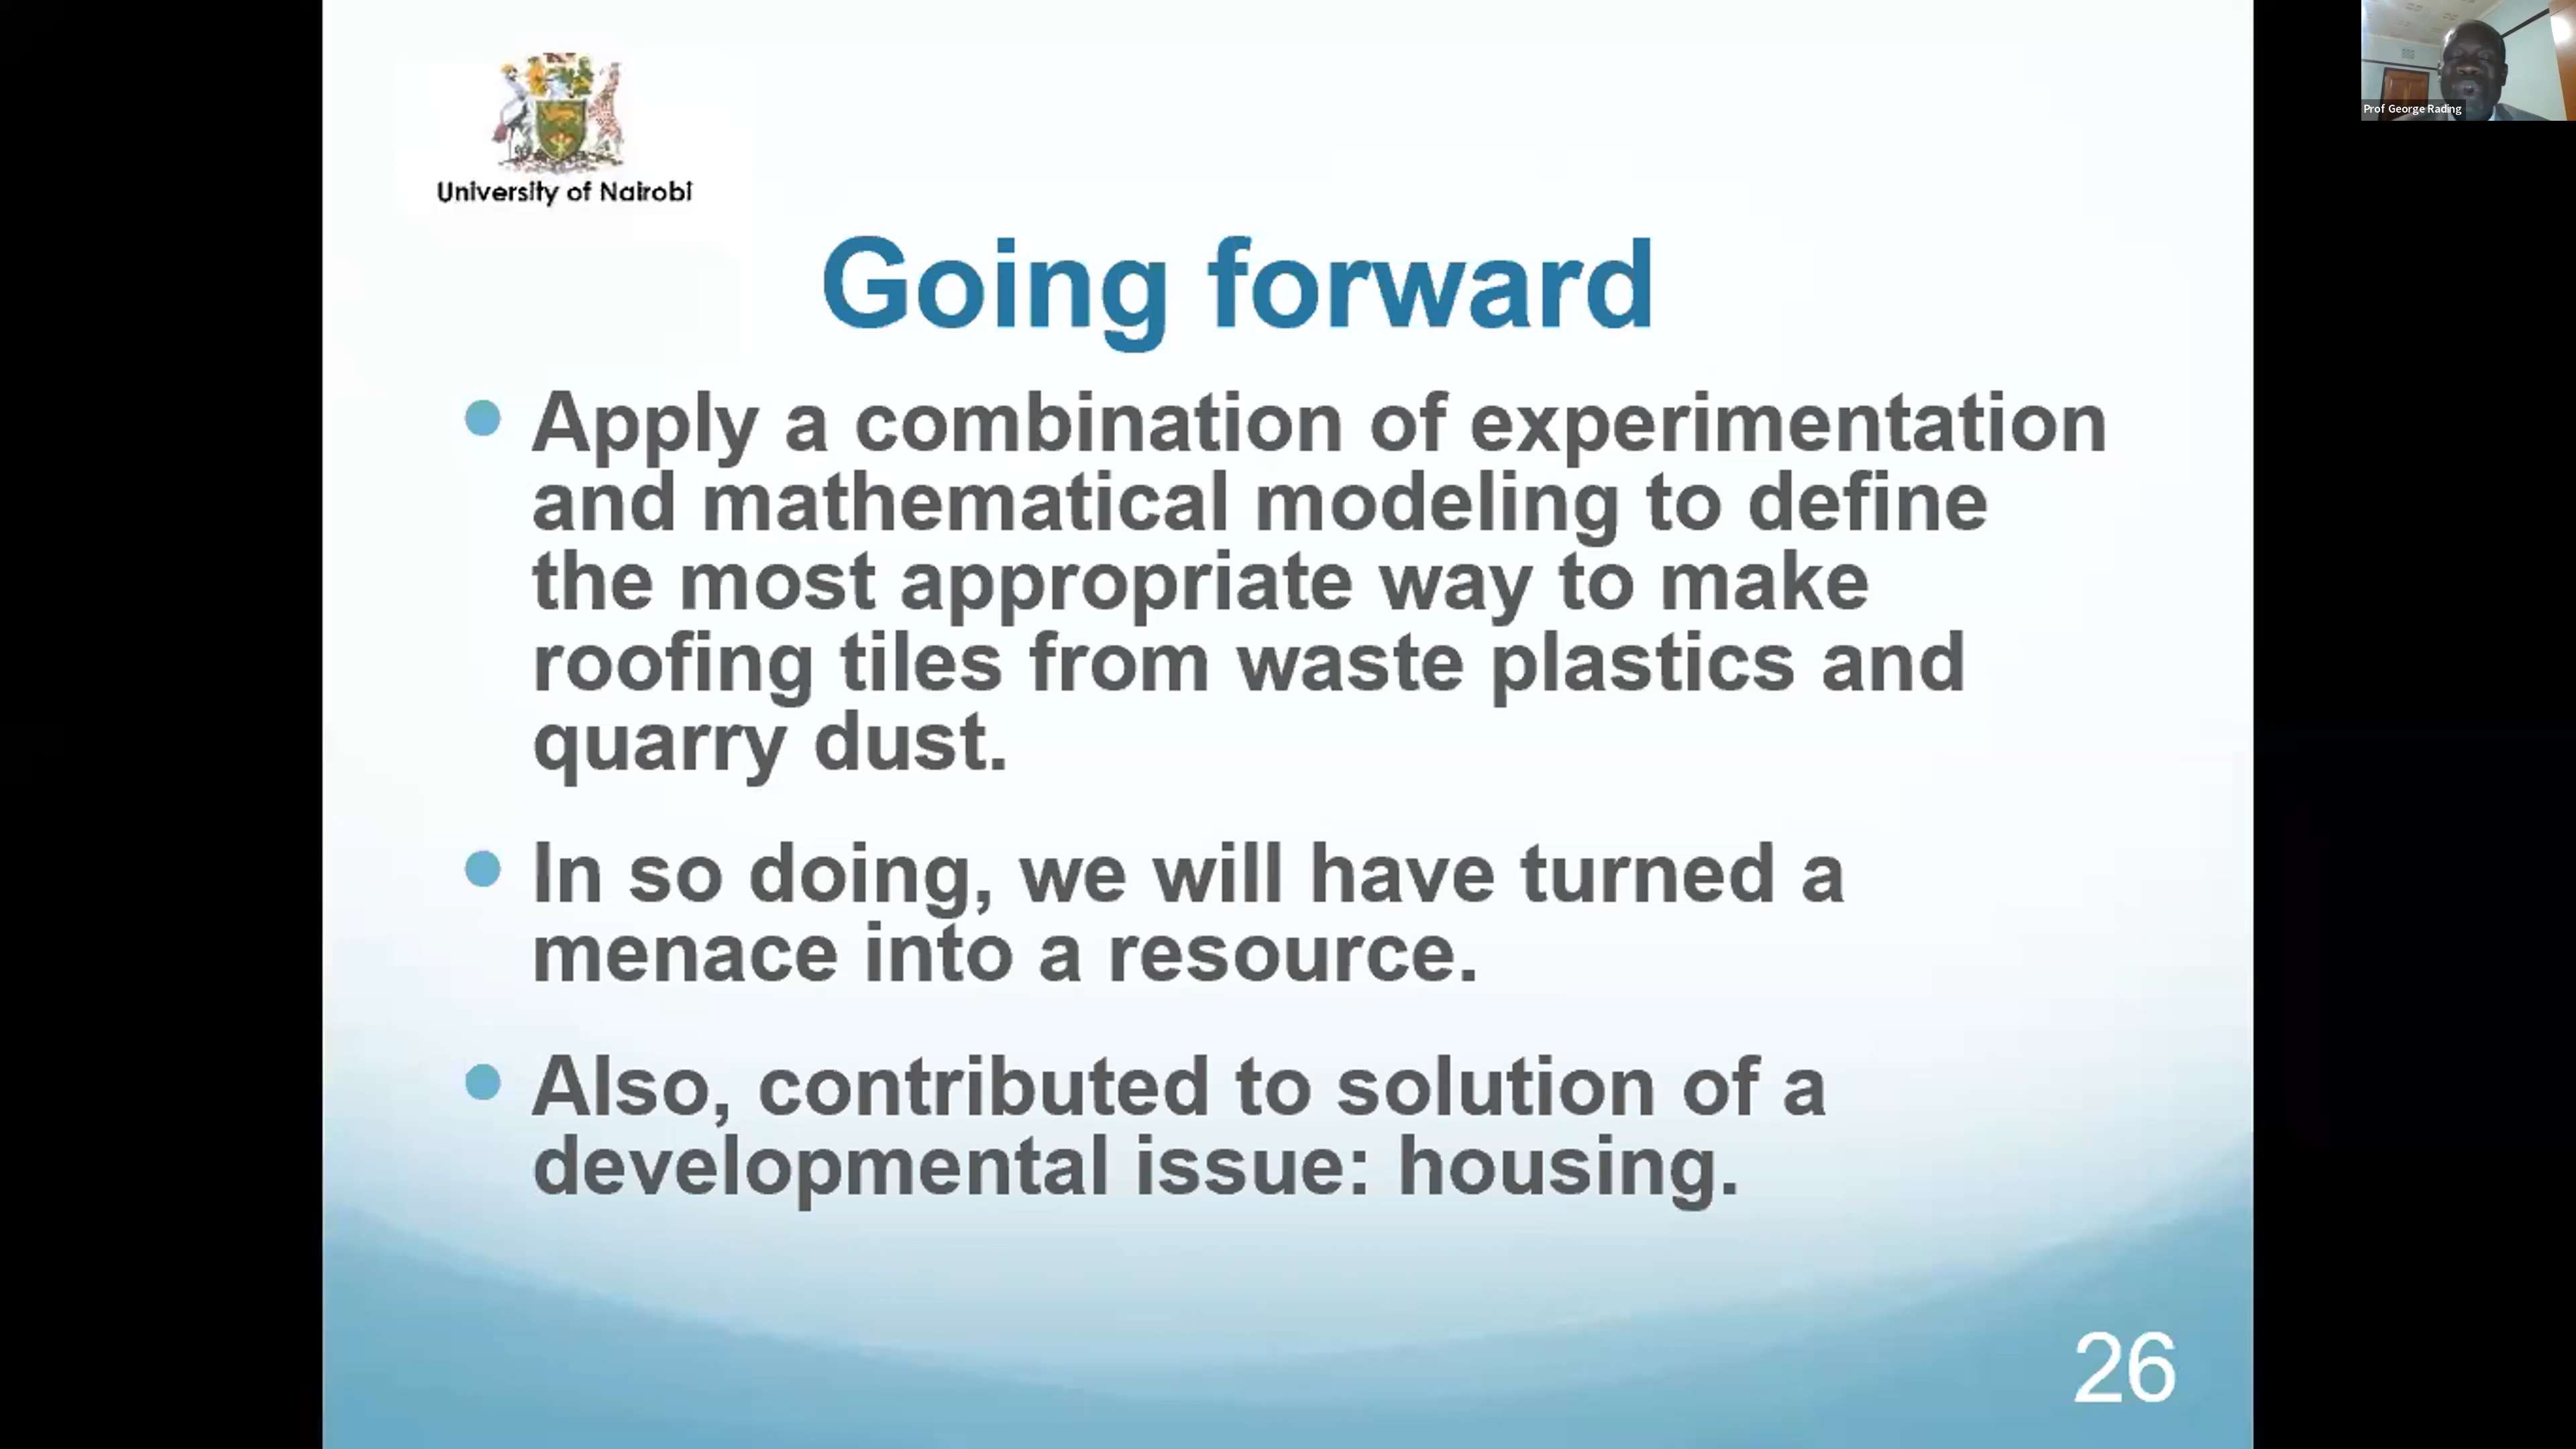 University of Nairobi
Prof George Rading
Going forward
Apply a combination of experimentation
and mathematical modeling to define
the most appropriate way to make
roofing tiles from waste plastics and
quarry dust.
In so doing, we will have turned a
menace into a resource.
Also, contributed to solution of a
developmental issue: housing.
26